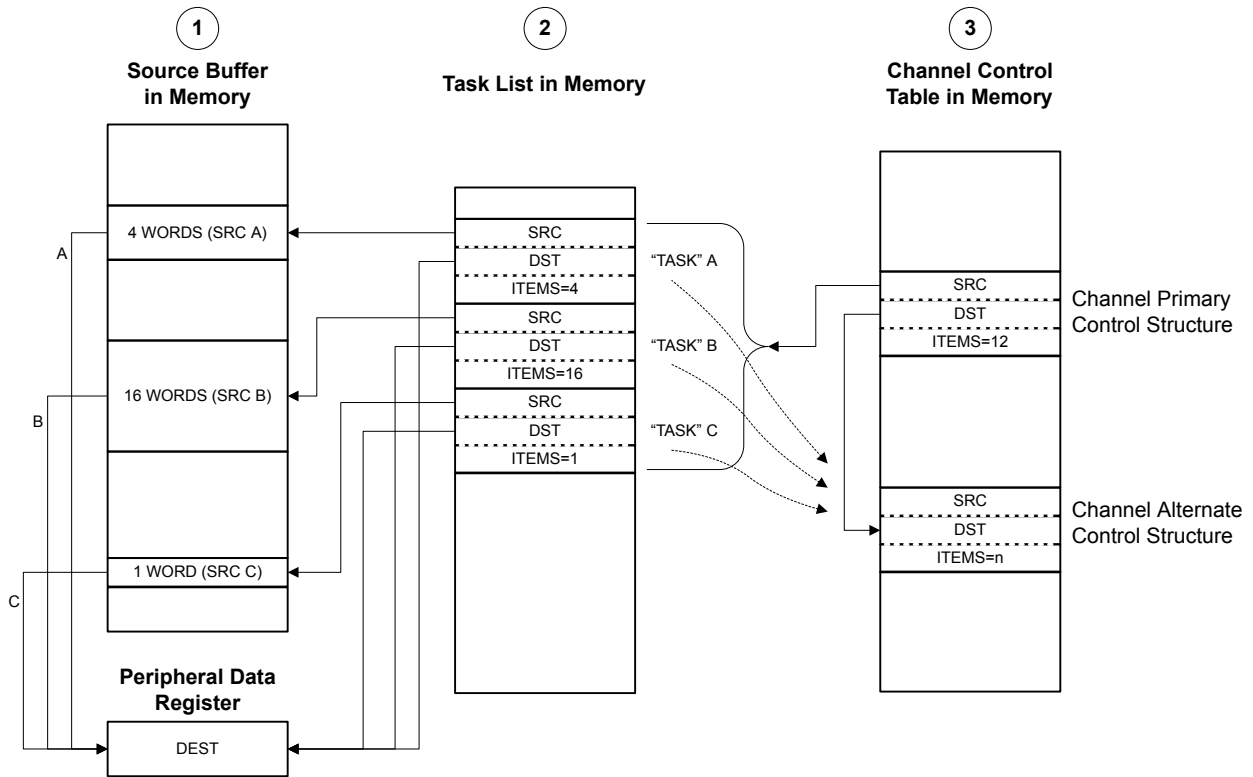 1
Source Buffer
in Memory
4 WORDS (SRC A)
A
16 WORDS (SRC B)
B
1 WORD (SRC C)
C
Peripheral Data
Register
DEST
2
Task List in Memory
SRC
DST
ITEMS=4
"TASK" A
SRC
DST
ITEMS=16
"TASK" B
SRC
DST
ITEMS=1
"TASK" C
3
Channel Control
Table in Memory
SRC
DST
ITEMS=12
Channel Primary
Control Structure
SRC
DST
ITEMS=n
Channel Alternate
Control Structure